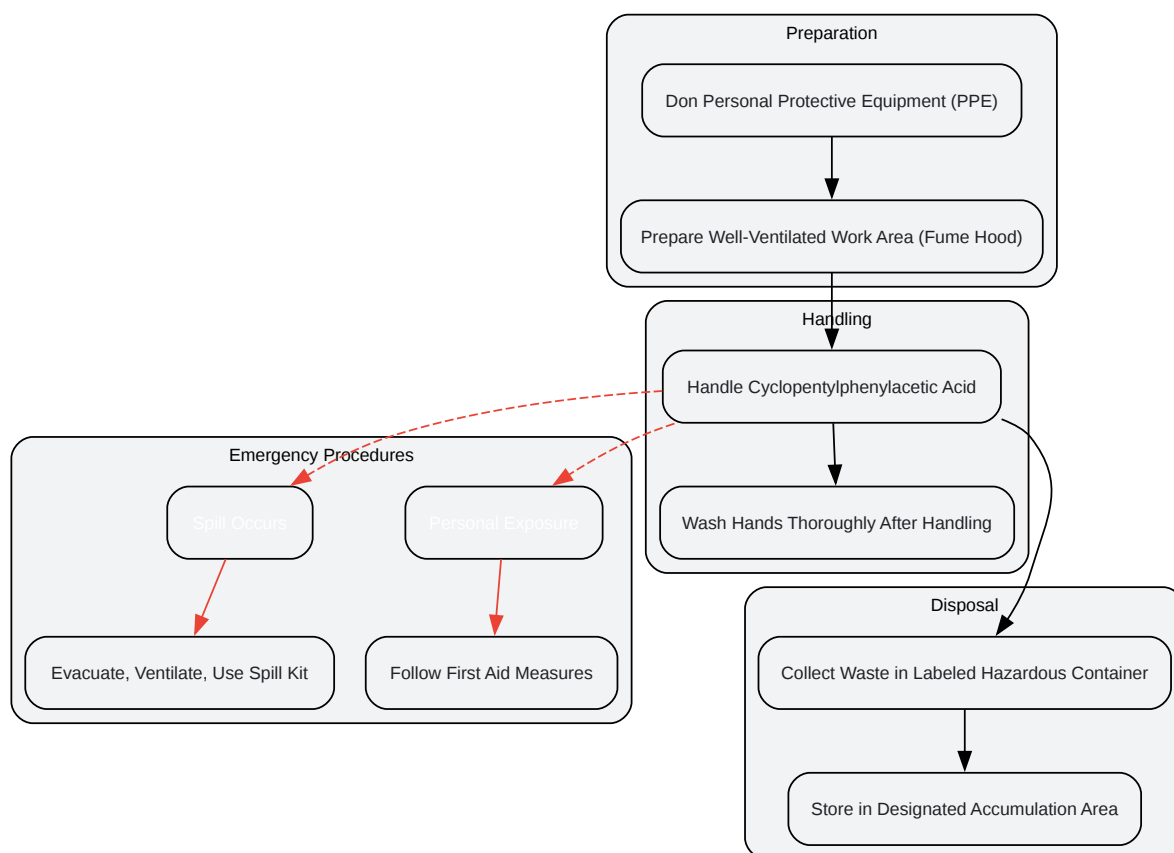 Preparation
Don Personal Protective Equipment (PPE)
Prepare Well-Ventilated Work Area (Fume Hood)
Handling
Handle Cyclopentylphenylacetic Acid
Wash Hands Thoroughly After Handling
Emergency Procedures
Spill Occurs
Personal Exposure
Evacuate, Ventilate, Use Spill Kit
Follow First Aid Measures
Disposal
Collect Waste in Labeled Hazardous Container
Store in Designated Accumulation Area